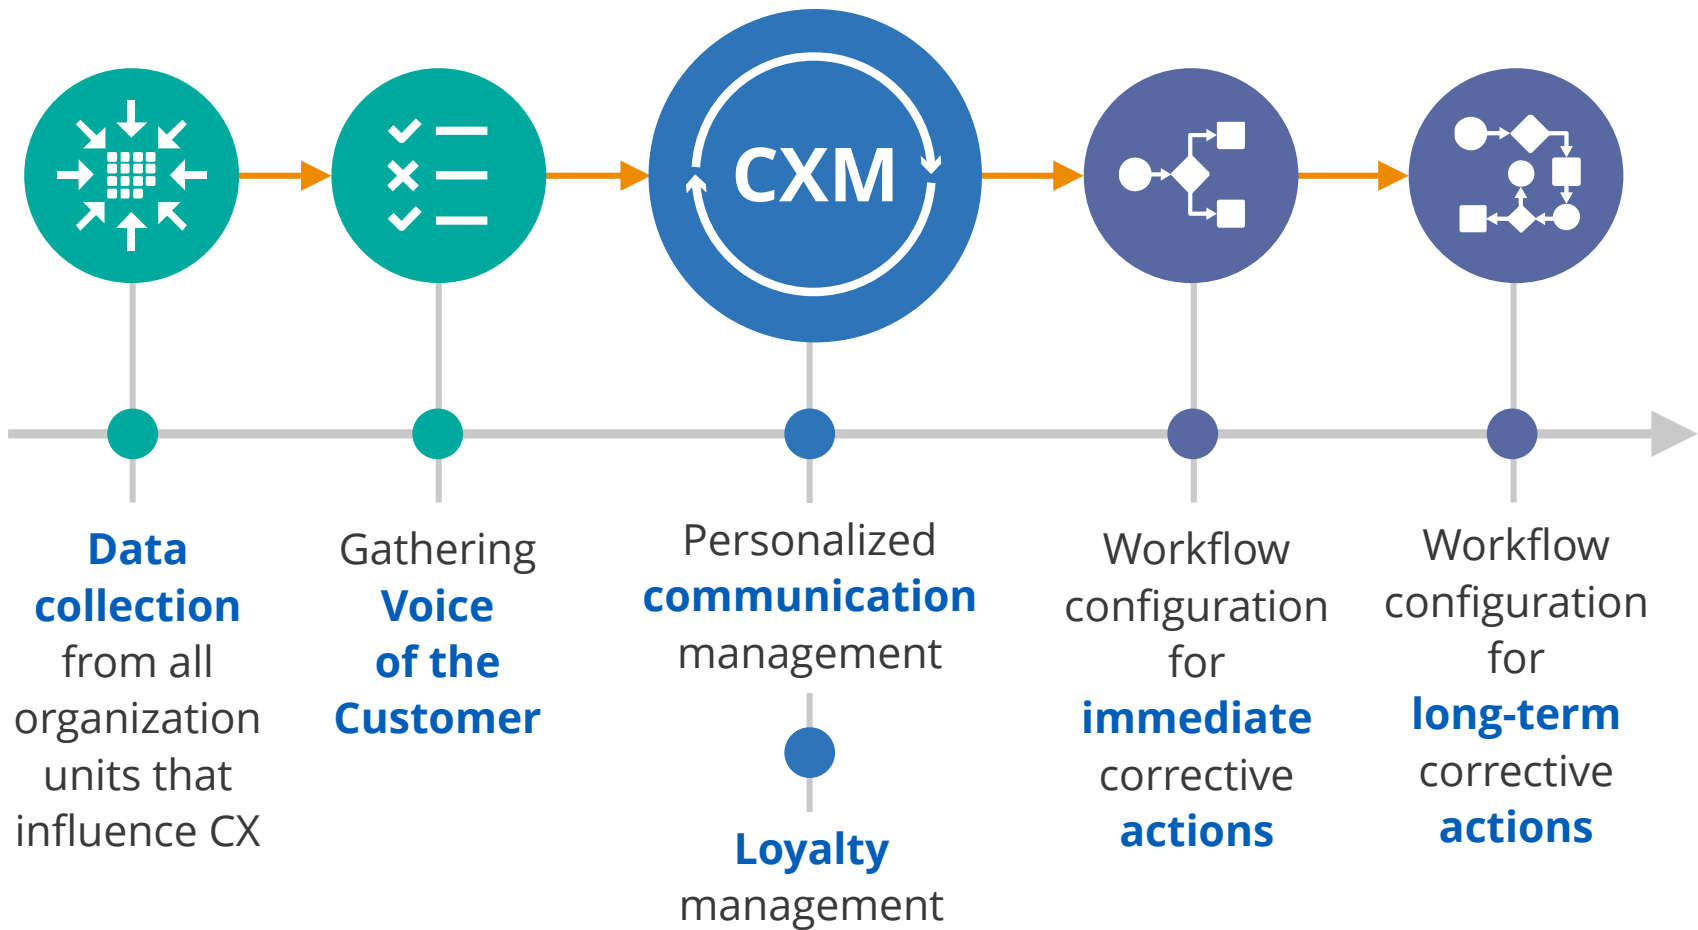 CXM
Data
collection
from all
organization
units that
influence CX
Gathering
Voice
of the
Customer
Personalized
communication
management
Loyalty
management
Workflow
configuration
for
immediate
corrective
actions
Workflow
configuration
for
long-term
corrective
actions